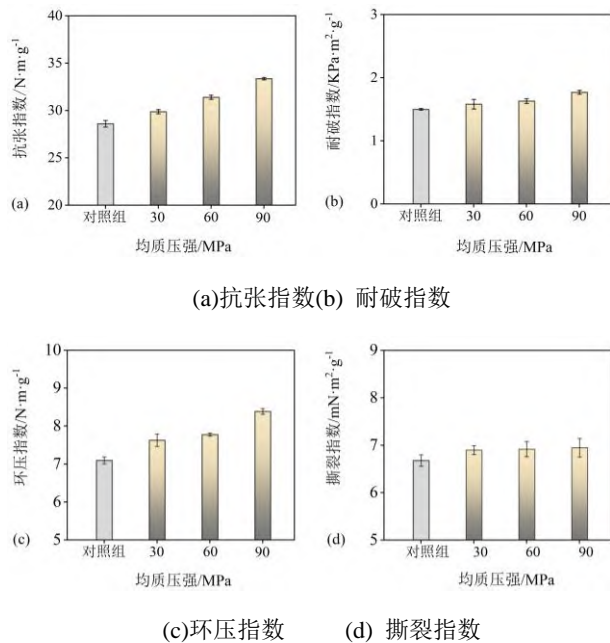 抗张指数/N·m·g⁻¹
40
35
30
25
20
(a)
对照组 30 60 90
均质压强/MPa
耐破指数/KPa·m²·g⁻¹
3
2
1
0
(b)
对照组 30 60 90
均质压强/MPa
(a)抗张指数(b) 耐破指数
环压指数/N·m·g⁻¹
10
9
8
7
6
5
(c)
对照组 30 60 90
均质压强/MPa
撕裂指数/mN·m²·g⁻¹
9
8
7
6
5
(d)
对照组 30 60 90
均质压强/MPa
(c)环压指数 (d) 撕裂指数